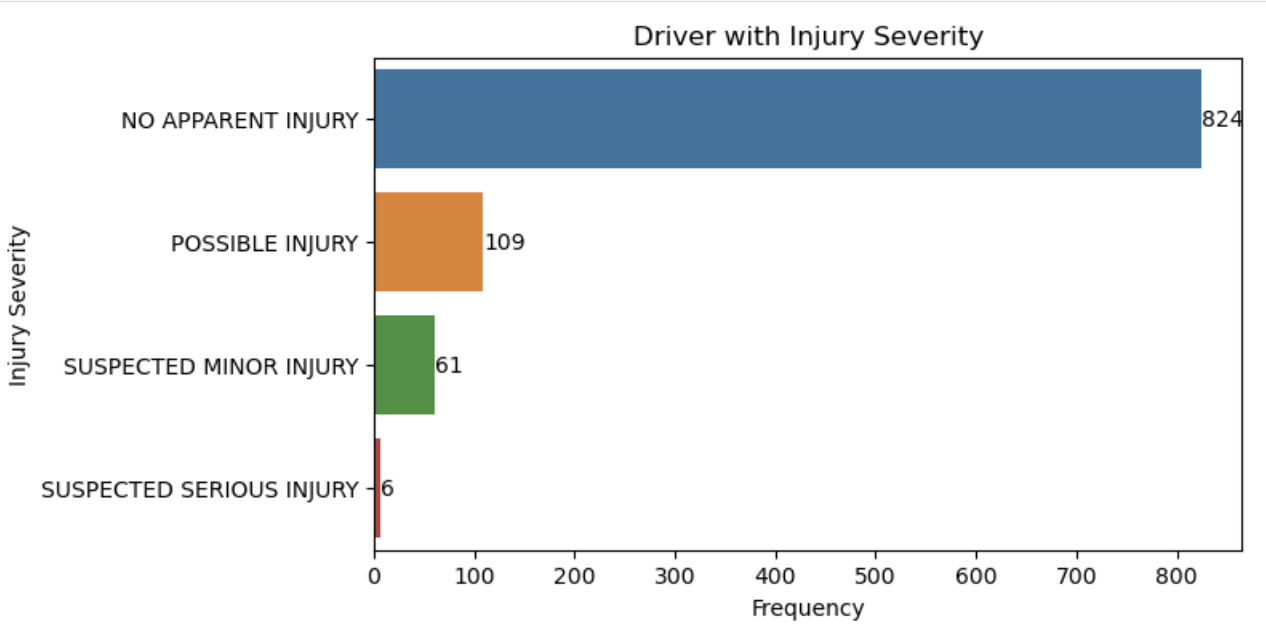 Driver with Injury Severity
NO APPARENT INJURY
824
POSSIBLE INJURY
109
SUSPECTED MINOR INJURY
61
SUSPECTED SERIOUS INJURY
6
Injury Severity
0 100 200 300 400 500 600 700 800
Frequency